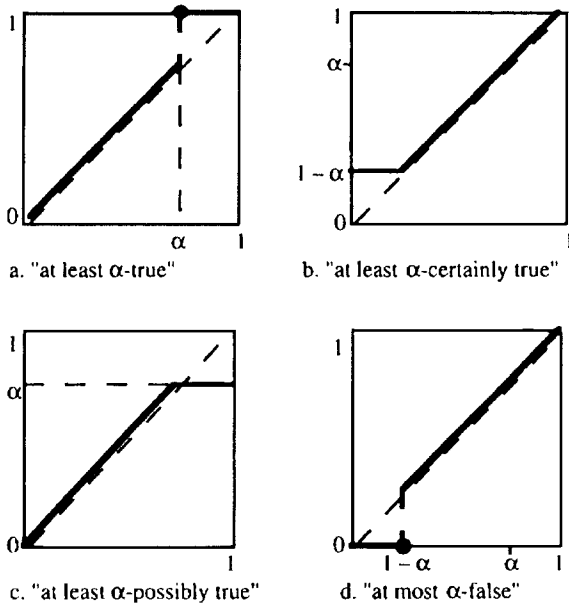 1
0
α
1
a. "at least α-true"
1
α
1 – α
0
1
b. "at least α-certainly true"
1
α
0
1
c. "at least α-possibly true"
1
0
1 – α
α
1
d. "at most α-false"